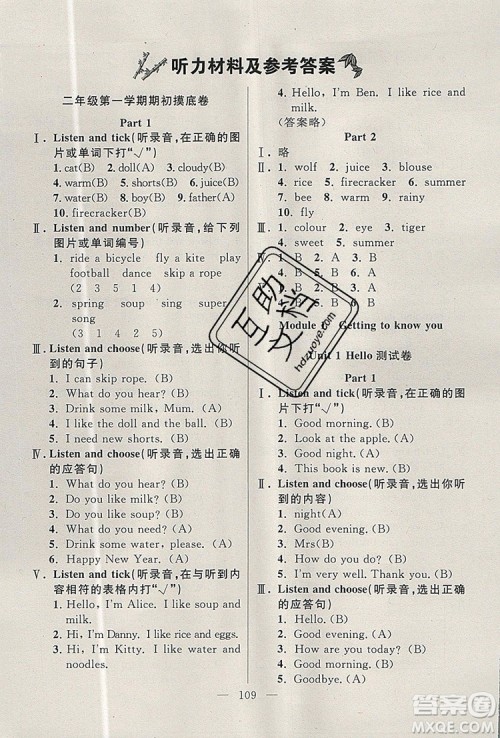 听力材料及参考答案
二年级第一学期期初摸底卷
Part 1
Ⅰ. Listen and tick(听录音,在正确的图
片或单词下打“√”)
1. cat(B) 2. doll(A) 3. cloudy(B)
4. warm(B) 5. shorts(B) 6. juice(B)
7. water(B) 8. boy(B) 9. father(A)
10. firecracker(B)
Ⅱ. Listen and number(听录音,给下列
图片或单词编号)
1. ride a bicycle fly a kite play
football dance skip a rope
(2 3 5 1 4)
2. spring soup sing super
song
(3 1 4 2 5)
Ⅲ. Listen and choose(听录音,选出听到
的句子)
1. I can skip rope. (B)
2. What do you hear? (B)
3. Drink some milk, Mum. (A)
4. I like the doll and the ball. (B)
5. I need new shorts. (B)
Ⅳ. Listen and choose(听录音,选出正确
的应答句)
1. What do you hear? (B)
2. Do you like milk? (B)
3. Do you like soup? (A)
4. What do you need? (A)
5. Drink some water, please! (B)
6. Happy New Year. (A)
Ⅴ. Listen and tick(听录音,在与听到内
容相符的表格内打“√”)
1. Hello, I'm Alice. I like soup and
milk.
2. Hi, I'm Danny. I like rice and eggs.
3. Hi, I'm Kitty. I like water and
noodles.
4. Hello, I'm Ben. I like rice and
milk.
(答案略)
Part 2
Ⅰ. 略
Ⅱ. 1. wolf 2. juice 3. blouse
4. rice 5. firecracker 6. summer
7. super 8. warm 9. rainy
10. fly
Ⅲ. 1. colour 2. eye 3. tiger
4. sweet 5. summer 6. fat
Ⅳ. 1. B 2. A 3. B 4. A 5. B
6. B 7. B 8. A
Module Getting to know you
Unit 1 Hello 测试卷
Part 1
Ⅰ. Listen and tick(听录音,在正确的图
片下打“√”)
1. Good morning. (B)
2. Look at the apple. (A)
3. Good night. (A)
4. This book is new. (B)
Ⅱ. Listen and choose(听录音,选出你听
到的内容)
1. night(A)
2. Good evening. (B)
3. Mrs(B)
4. How do you do? (B)
5. I'm very well. Thank you. (B)
Ⅲ. Listen and choose(听录音,选出正确
的应答句)
1. Hello. (B)
2. Good evening. (B)
3. How are you today? (B)
4. Good afternoon. (B)
5. Goodbye. (A)
109
互助文档
hdzuoye.com
答案圈
MXQE.COM